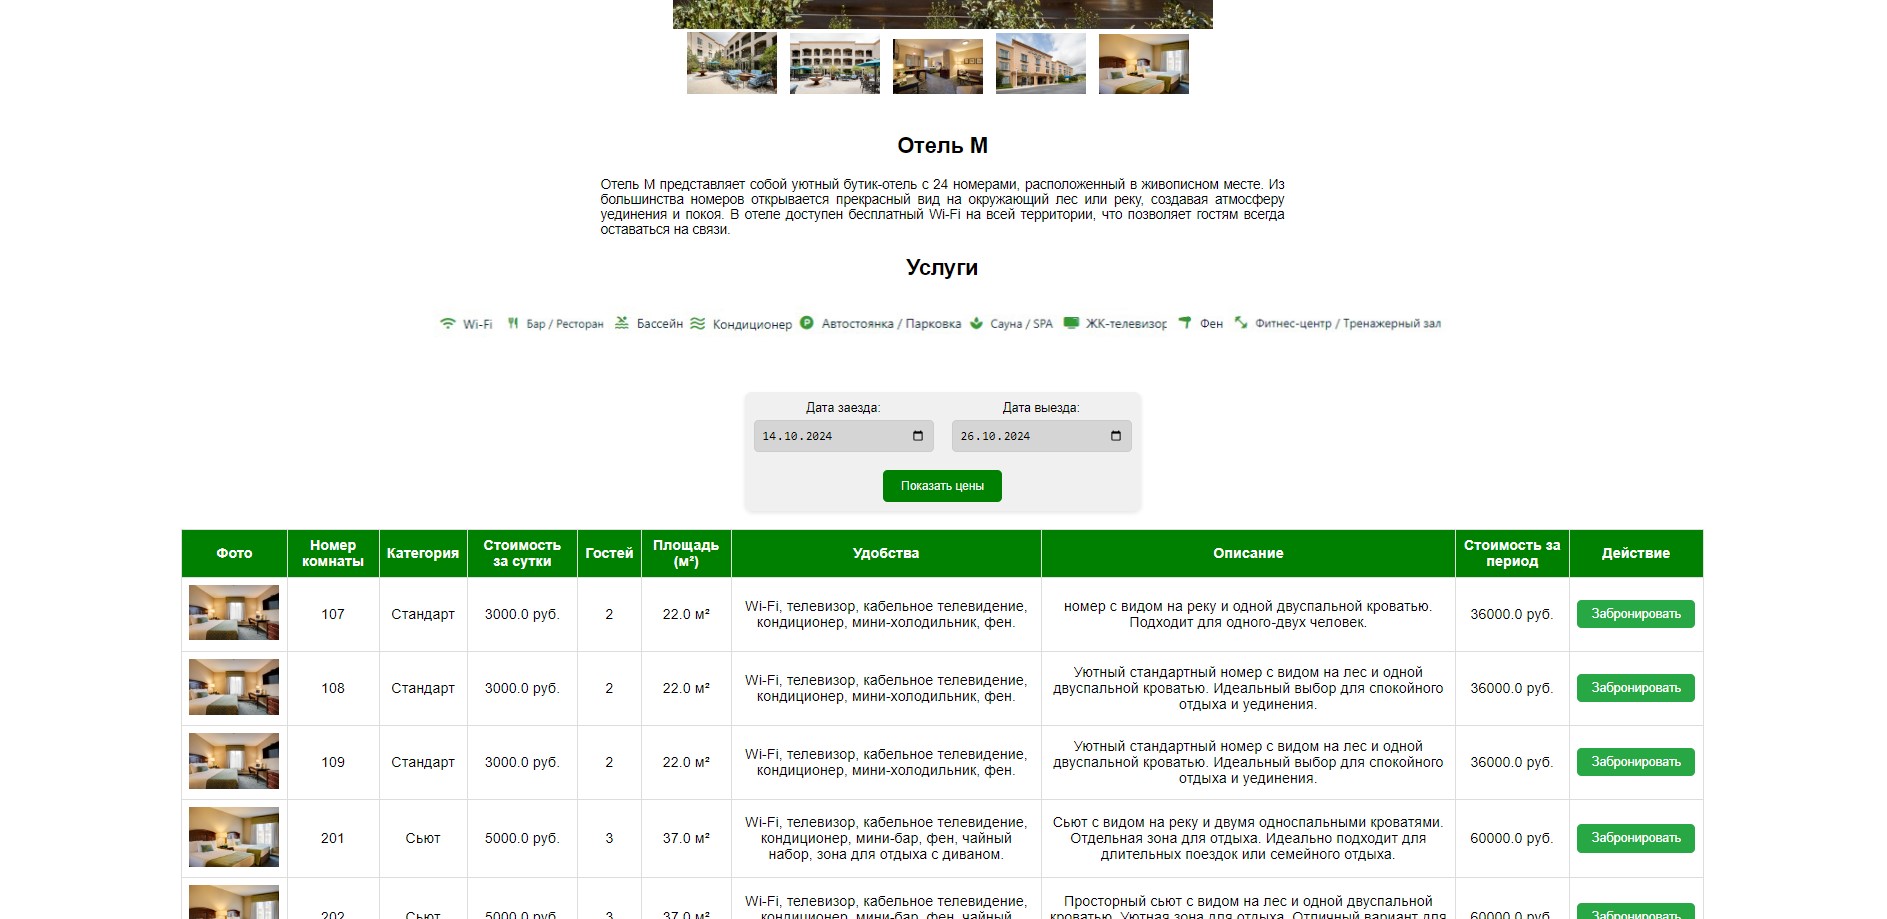 Отель М
Отель М представляет собой уютный бутик-отель с 24 номерами, расположенный в живописном месте. Из
большинства номеров открывается прекрасный вид на окружающий лес или реку, создавая атмосферу
уединения и покоя. В отеле доступен бесплатный Wi-Fi на всей территории, что позволяет гостям всегда
оставаться на связи.
Услуги
Wi-Fi Бар / Ресторан Бассейн Кондиционер Автостоянка / Парковка Сауна / SPA ЖК-телевизор Фен Фитнес-центр / Тренажерный зал
Дата заезда: Дата выезда:
14.10.2024 26.10.2024
Показать цены
Фото
Номер
комнаты
Категория
Стоимость
за сутки
Гостей
Площадь
(м²)
Удобства
Описание
Стоимость за
период
Действие
107
Стандарт
3000.0 руб.
2
22.0 м²
Wi-Fi, телевизор, кабельное телевидение,
кондиционер, мини-холодильник, фен.
номер с видом на реку и одной двуспальной кроватью.
Подходит для одного-двух человек.
36000.0 руб.
Забронировать
108
Стандарт
3000.0 руб.
2
22.0 м²
Wi-Fi, телевизор, кабельное телевидение,
кондиционер, мини-холодильник, фен.
Уютный стандартный номер с видом на лес и одной
двуспальной кроватью. Идеальный выбор для спокойного
отдыха и уединения.
36000.0 руб.
Забронировать
109
Стандарт
3000.0 руб.
2
22.0 м²
Wi-Fi, телевизор, кабельное телевидение,
кондиционер, мини-холодильник, фен.
Уютный стандартный номер с видом на лес и одной
двуспальной кроватью. Идеальный выбор для спокойного
отдыха и уединения.
36000.0 руб.
Забронировать
201
Сьют
5000.0 руб.
3
37.0 м²
Wi-Fi, телевизор, кабельное телевидение,
кондиционер, мини-бар, фен, чайный
набор, зона для отдыха с диваном.
Сьют с видом на реку и двумя односпальными кроватями.
Отдельная зона для отдыха. Идеально подходит для
длительных поездок или семейного отдыха.
60000.0 руб.
Забронировать
202
Сьют
5000.0 руб.
3
37.0 м²
Wi-Fi, телевизор, кабельное телевидение,
кондиционер, мини-бар, фен, чайный
Просторный сьют с видом на лес и одной двуспальной
кроватью. Уютная зона для отдыха. Отличный вариант для
60000.0 руб.
Забронировать